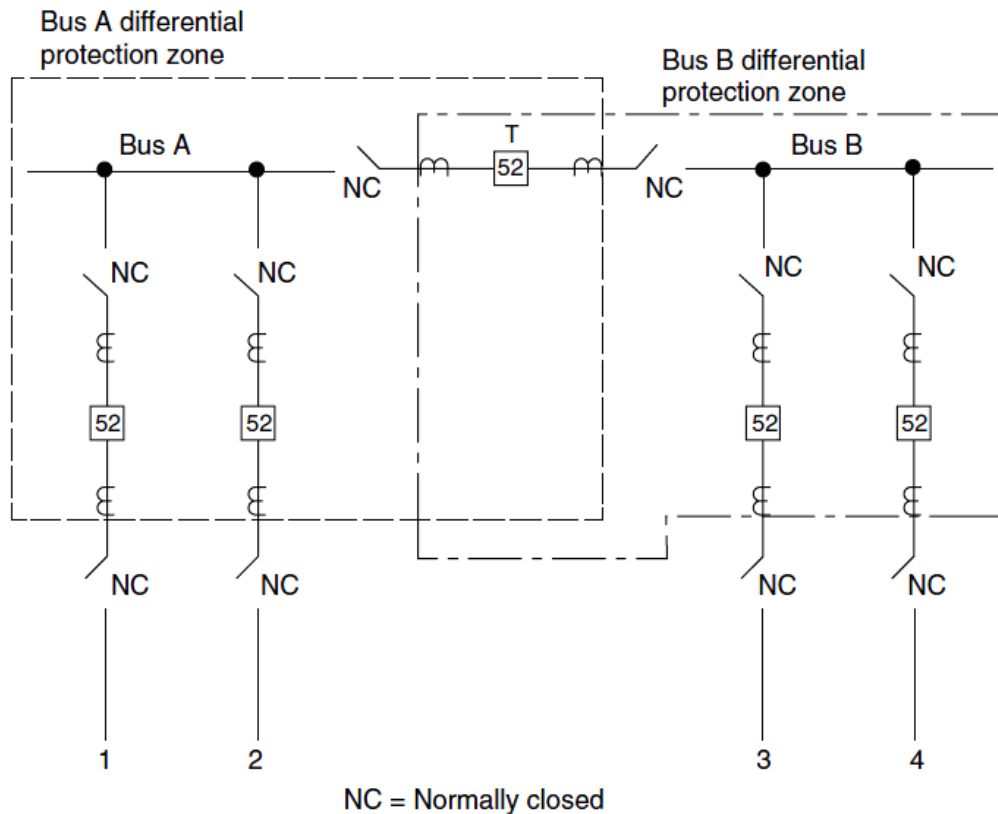 Bus A differential
protection zone
Bus B differential
protection zone
T
Bus A
52
Bus B
NC
NC
NC
NC
NC
NC
52
52
52
52
NC
NC
NC
NC
1
2
3
4
NC = Normally closed